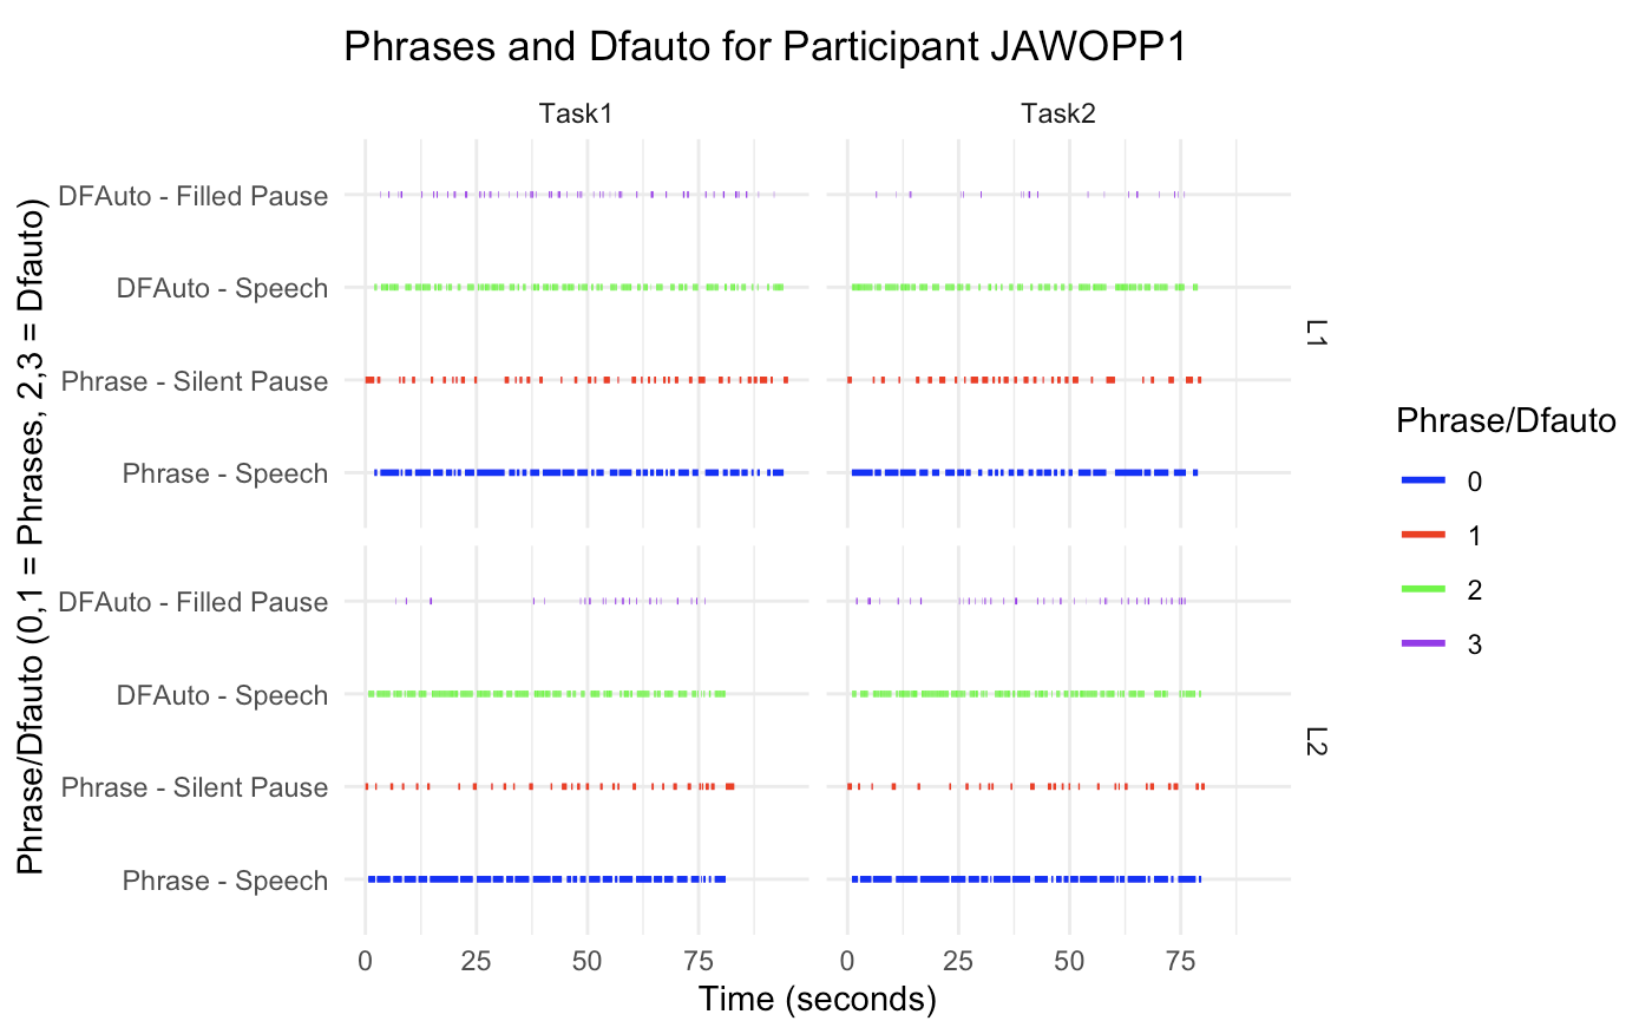 Phrases and Dfauto for Participant JAWOPP1
Task1
Task2
Phrase/Dfauto (0,1 = Phrases, 2,3 = Dfauto)
DFAuto - Filled Pause
DFAuto - Speech
Phrase - Silent Pause
Phrase - Speech
L1
DFAuto - Filled Pause
DFAuto - Speech
Phrase - Silent Pause
Phrase - Speech
L2
0 25 50 75
0 25 50 75
Time (seconds)
Phrase/Dfauto
0
1
2
3